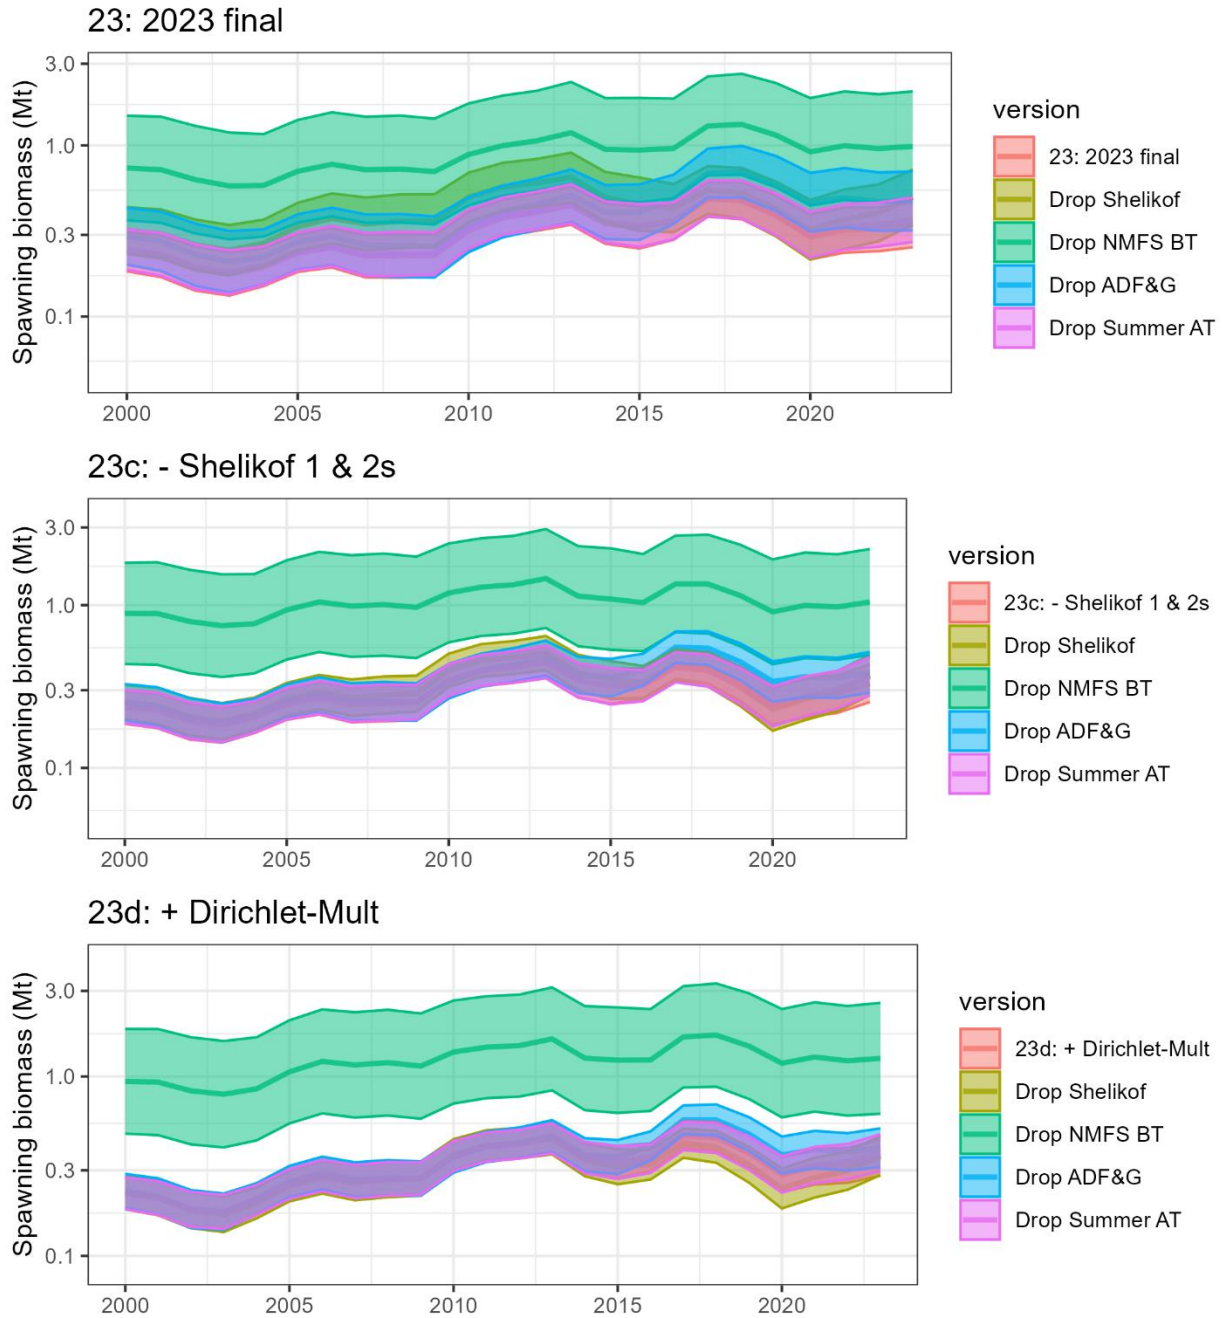 23: 2023 final
Spawning biomass (Mt)
3.0
1.0
0.3
0.1
2000 2005 2010 2015 2020
version
23: 2023 final
Drop Shelikof
Drop NMFS BT
Drop ADF&G
Drop Summer AT
23c: - Shelikof 1 & 2s
Spawning biomass (Mt)
3.0
1.0
0.3
0.1
2000 2005 2010 2015 2020
version
23c: - Shelikof 1 & 2s
Drop Shelikof
Drop NMFS BT
Drop ADF&G
Drop Summer AT
23d: + Dirichlet-Mult
Spawning biomass (Mt)
3.0
1.0
0.3
0.1
2000 2005 2010 2015 2020
version
23d: + Dirichlet-Mult
Drop Shelikof
Drop NMFS BT
Drop ADF&G
Drop Summer AT